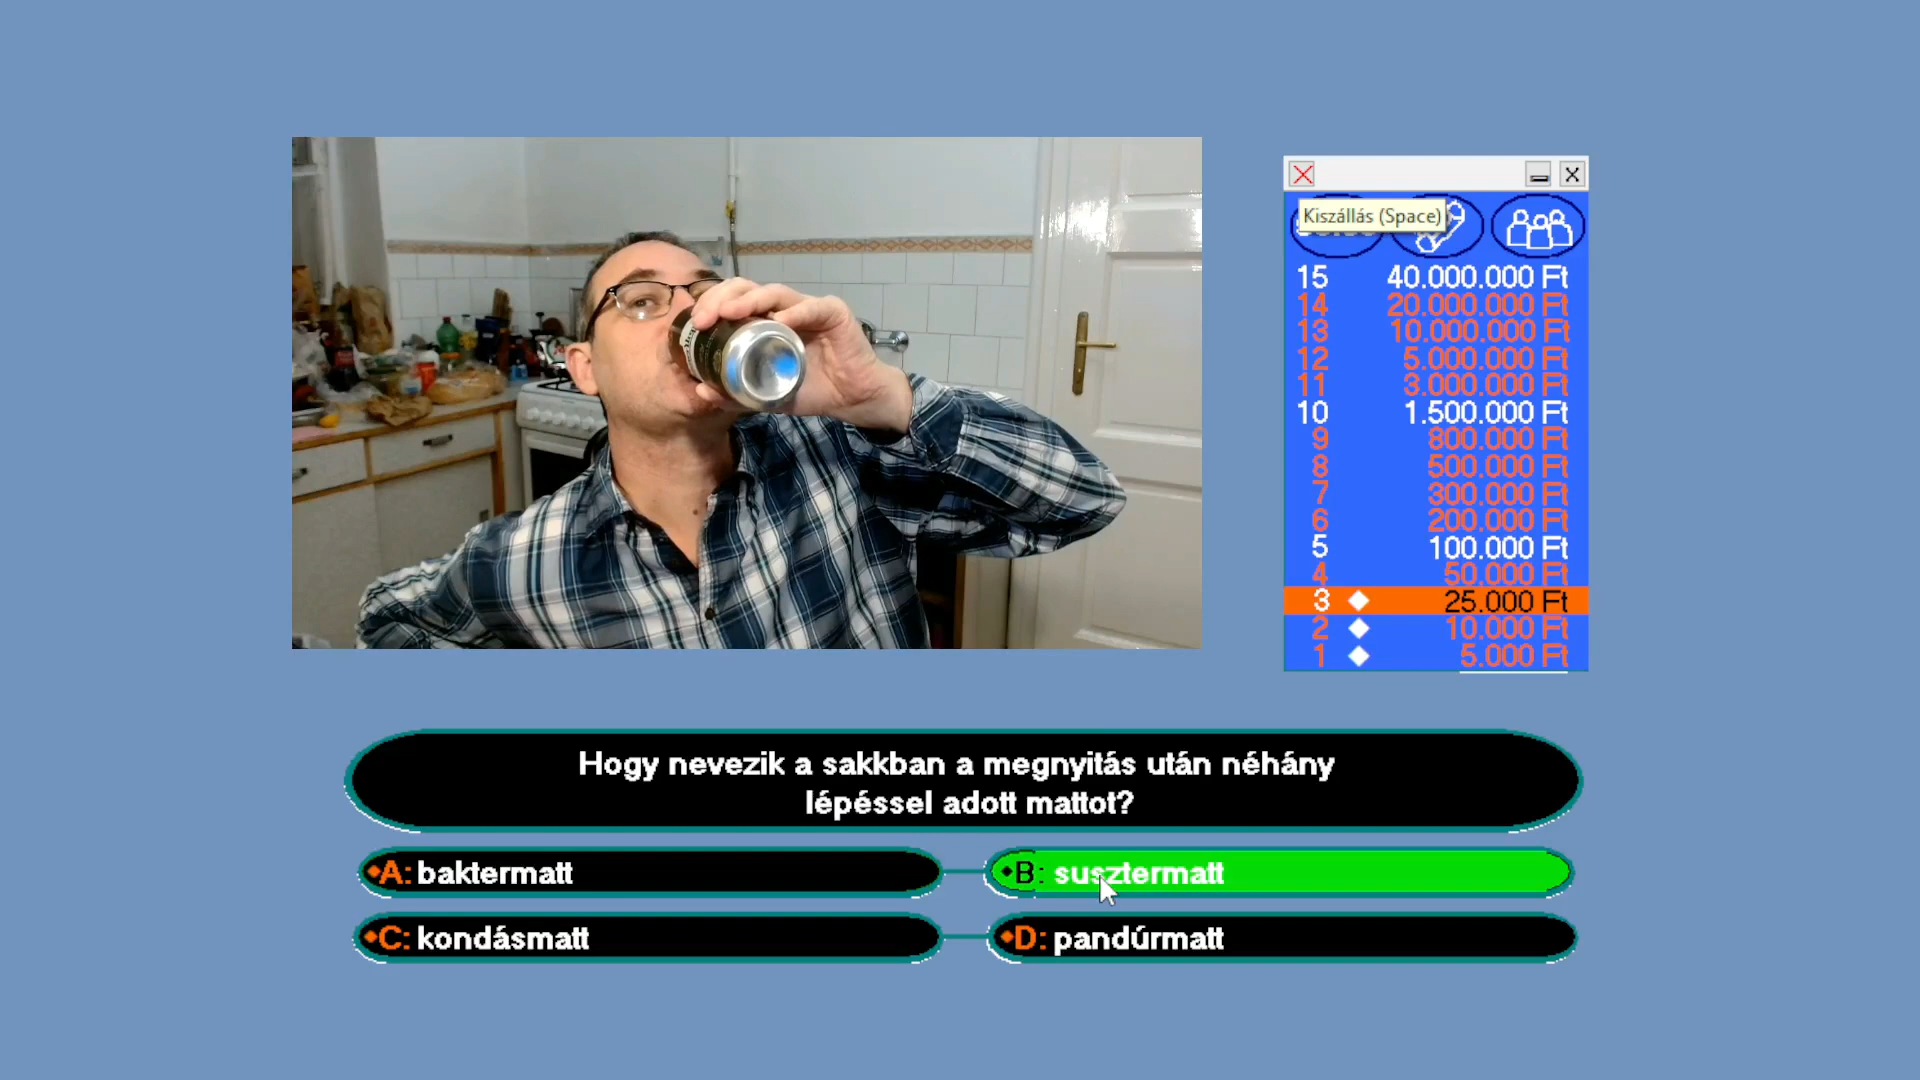 Kiszállás (Space)
15 40.000.000 Ft
14 20.000.000 Ft
13 10.000.000 Ft
12 5.000.000 Ft
11 3.000.000 Ft
10 1.500.000 Ft
9 800.000 Ft
8 500.000 Ft
7 300.000 Ft
6 200.000 Ft
5 100.000 Ft
4 50.000 Ft
3 25.000 Ft
2 10.000 Ft
1 5.000 Ft
Hogy nevezik a sakkban a megnyitás után néhány
lépéssel adott mattot?
A: baktermatt
B: susztermatt
C: kondásmatt
D: pandúrmatt